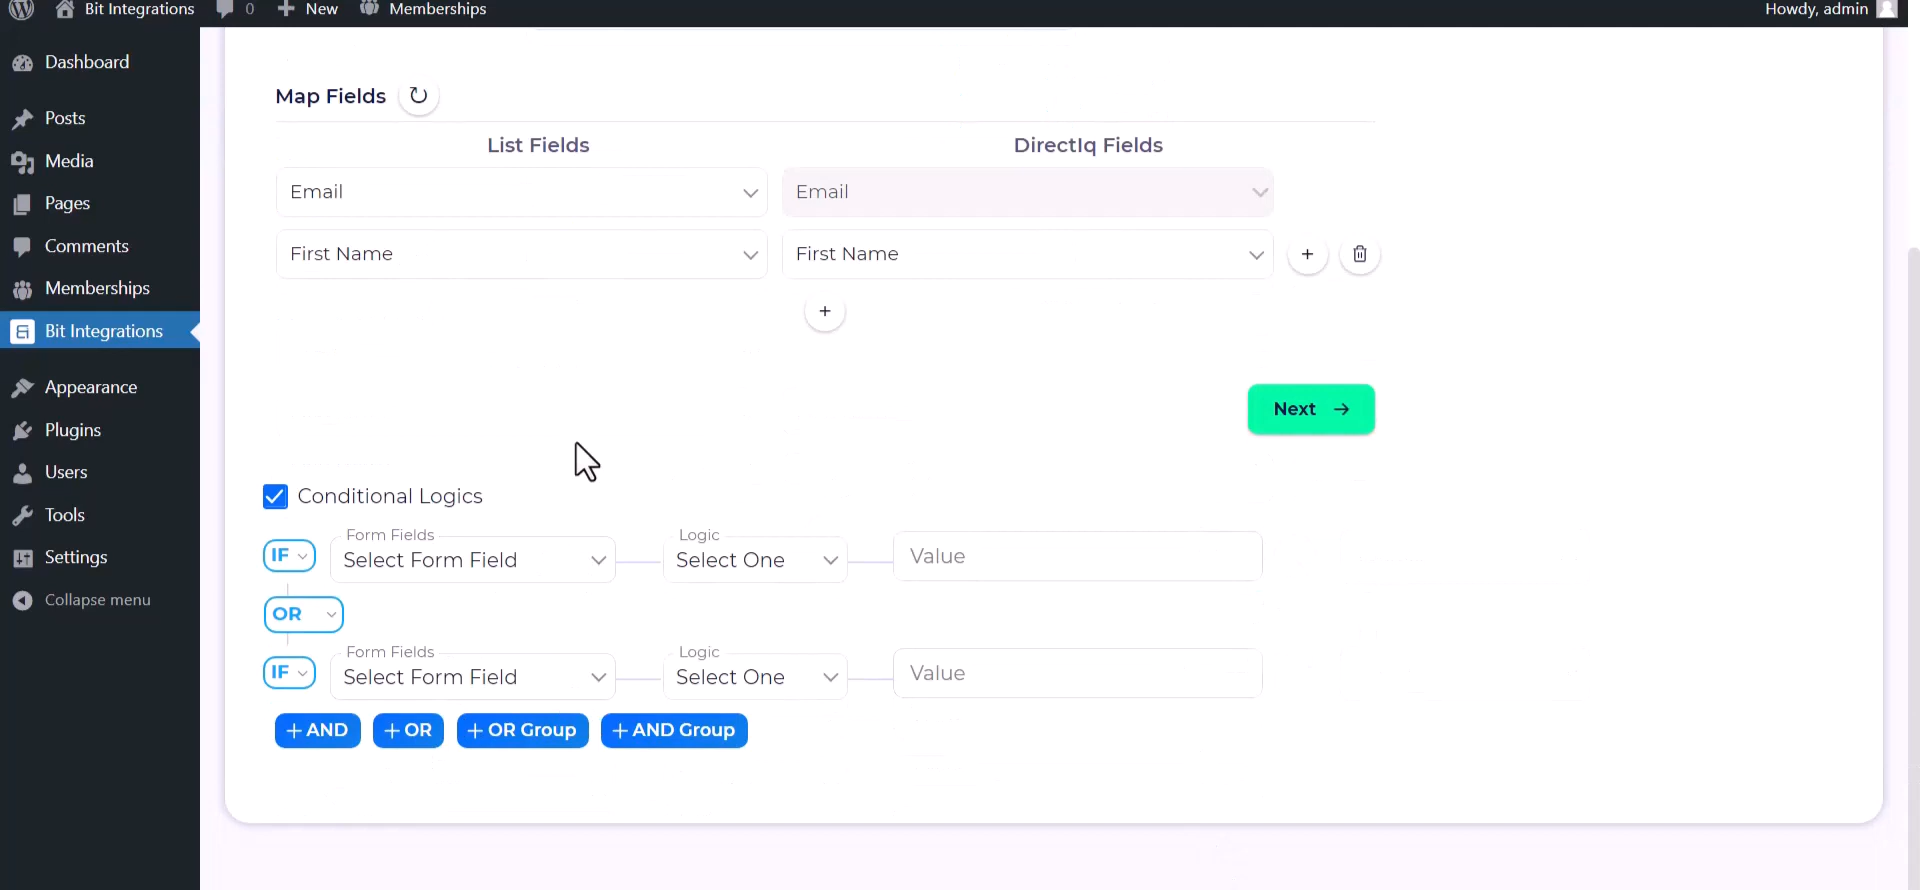 Bit Integrations 0 New Memberships Howdy, admin
Dashboard
Posts
Media
Pages
Comments
Memberships
Bit Integrations
Appearance
Plugins
Users
Tools
Settings
Collapse menu
Map Fields
List Fields DirectIq Fields
Email Email
First Name First Name
Next
Conditional Logics
Form Fields Logic
IF Select Form Field Select One Value
OR
Form Fields Logic
IF Select Form Field Select One Value
+ AND + OR + OR Group + AND Group